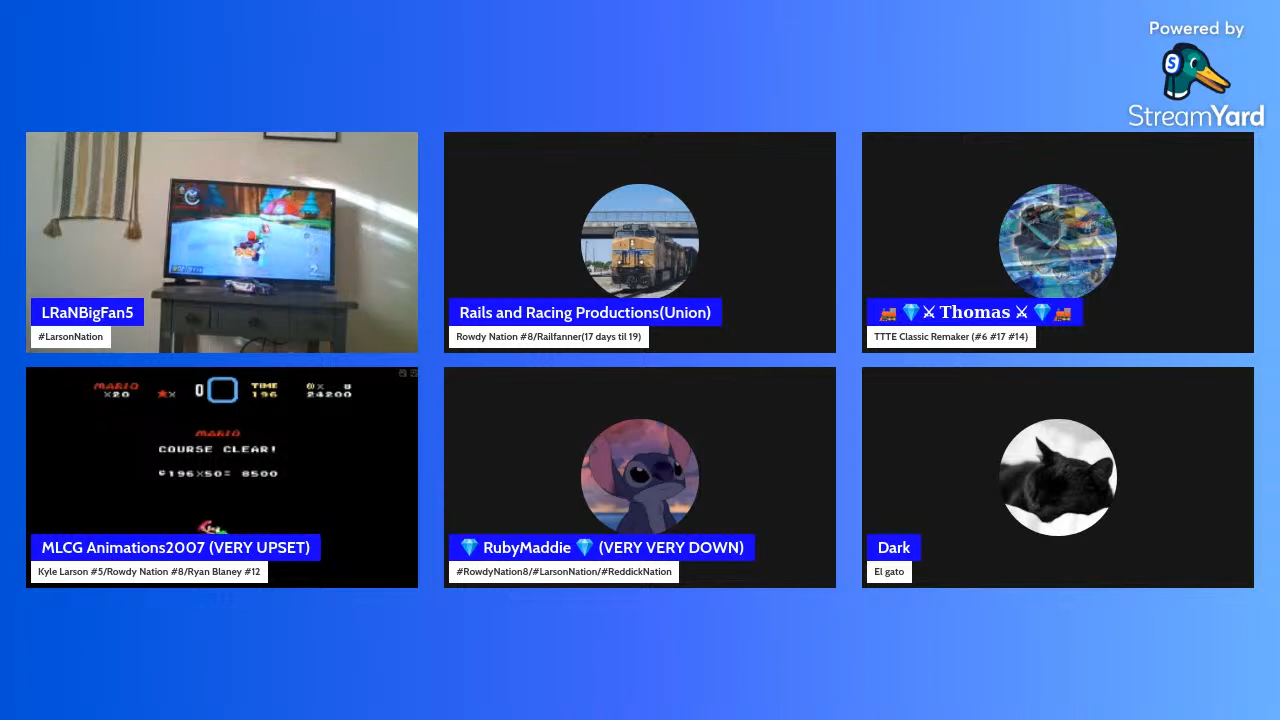 Powered by
S
StreamYard
LRaNBigFan5
#LarsonNation
Rails and Racing Productions(Union)
Rowdy Nation #8/Railfanner(17 days til 19)
🚂 💎⚔ Thomas ⚔ 💎🚂
TTTE Classic Remaker (#6 #17 #14)
MARIO 0 TIME 8
×20 × 196 24200
MARIO
COURSE CLEAR!
196×50= 8500
MLCG Animations2007 (VERY UPSET)
Kyle Larson #5/Rowdy Nation #8/Ryan Blaney #12
💎 RubyMaddie 💎 (VERY VERY DOWN)
#RowdyNation8/#LarsonNation/#ReddickNation
Dark
El gato